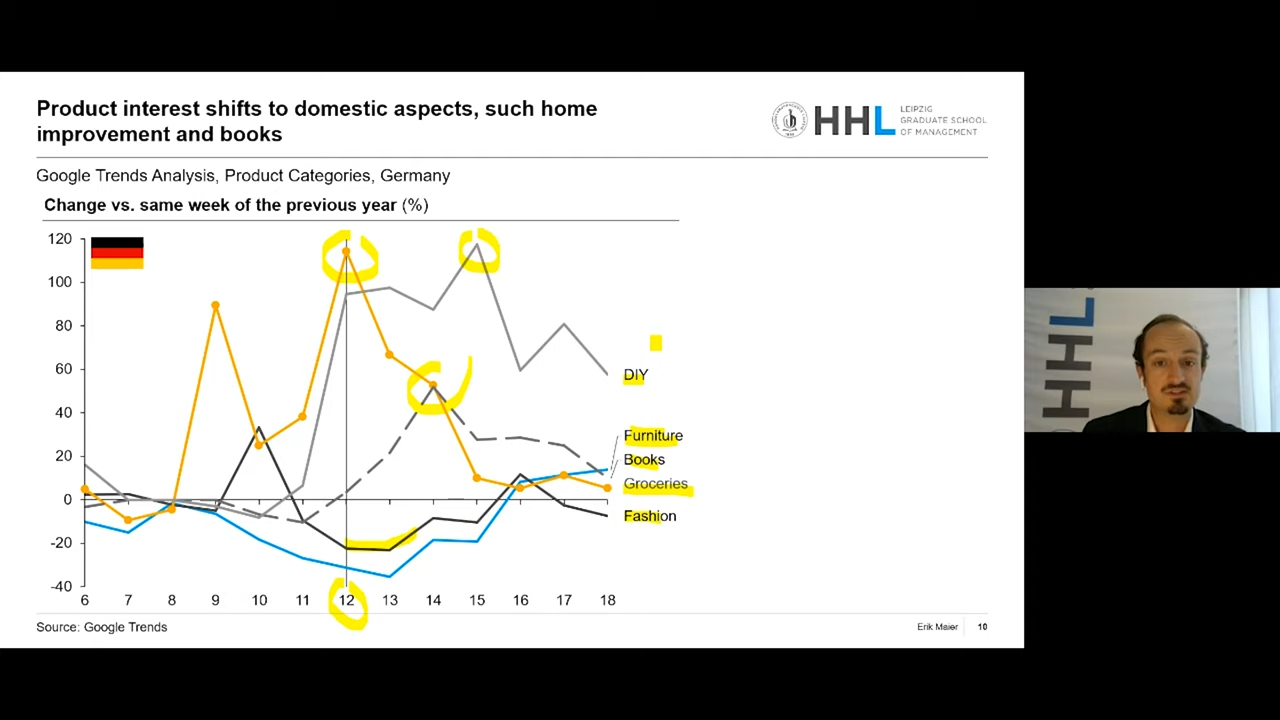 Product interest shifts to domestic aspects, such home
improvement and books
HHL
LEIPZIG
GRADUATE SCHOOL
OF MANAGEMENT
Google Trends Analysis, Product Categories, Germany
Change vs. same week of the previous year (%)
120
100
80
60
40
20
0
-20
-40
6 7 8 9 10 11 12 13 14 15 16 17 18
DIY
Furniture
Books
Groceries
Fashion
Source: Google Trends
Erik Maier 10
HHL